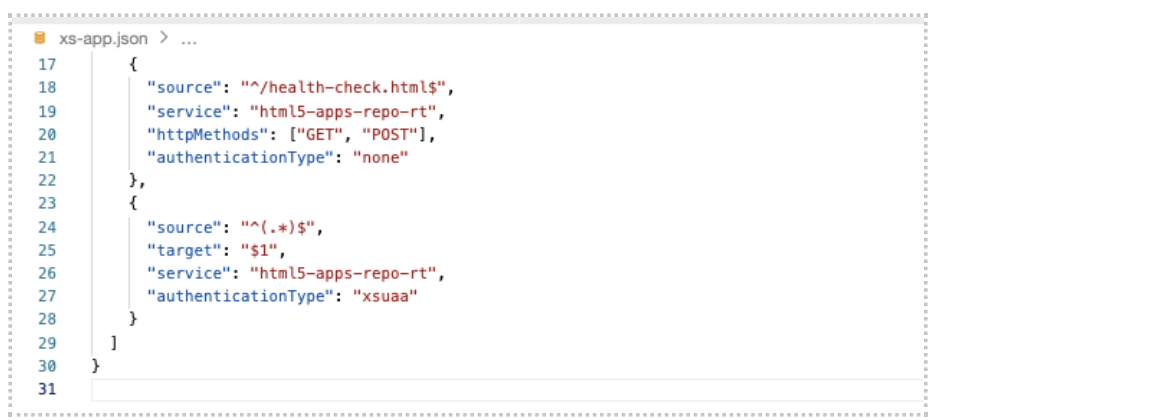 xs-app.json > ...
17 {
18 "source": "^/health-check.html$",
19 "service": "html5-apps-repo-rt",
20 "httpMethods": ["GET", "POST"],
21 "authenticationType": "none"
22 },
23 {
24 "source": "^(.*)$",
25 "target": "$1",
26 "service": "html5-apps-repo-rt",
27 "authenticationType": "xsuaa"
28 }
29 ]
30 }
31